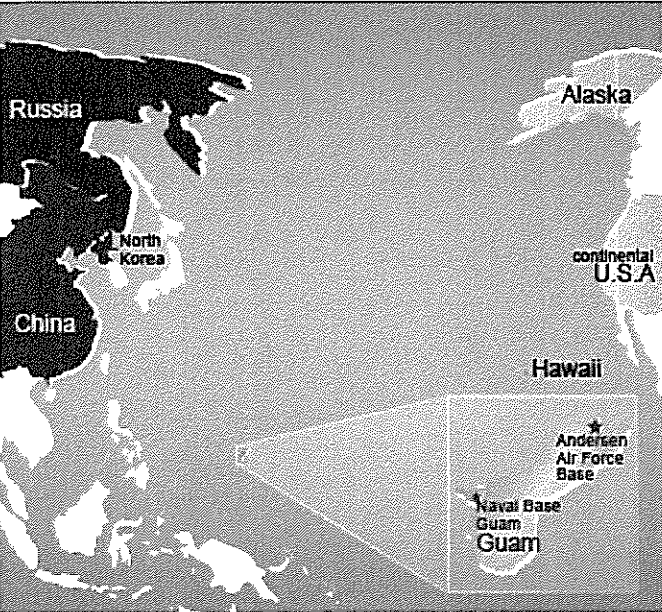 Russia
Alaska
North
Korea
continental
U.S.A
China
Hawaii
Andersen
Air Force
Base
Naval Base
Guam
Guam